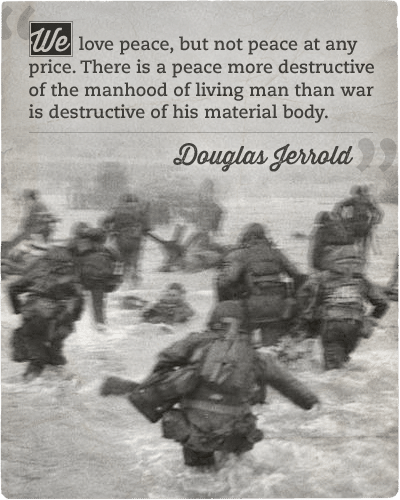 We love peace, but not peace at any
price. There is a peace more destructive
of the manhood of living man than war
is destructive of his material body.
Douglas Jerrold